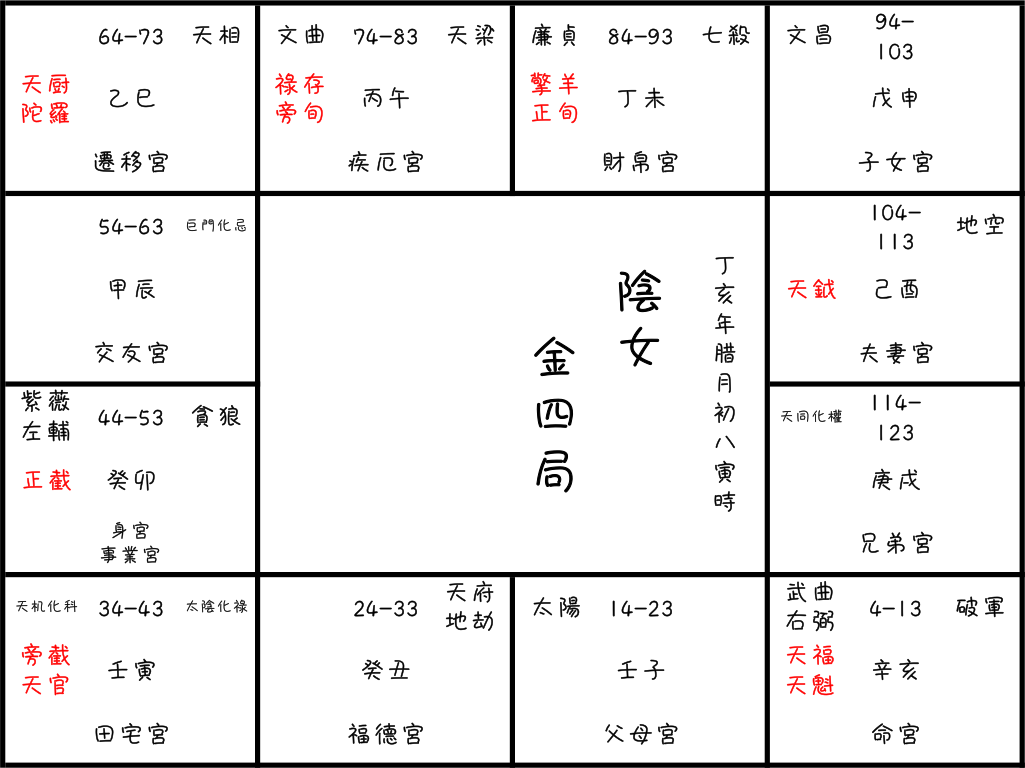 64-73 天相
天厨
陀羅
乙巳
遷移宮
文曲 74-83 天梁
祿存
旁旬
丙午
疾厄宮
廉貞 84-93 七殺
擎羊
正旬
丁未
財帛宮
文昌 94-
103
戊申
子女宮
54-63 巨門化忌
甲辰
交友宮
丁亥年腊月初八寅時
陰女
金四局
104-
113
地空
天鉞 己酉
夫妻宮
紫薇
左輔
44-53 貪狼
正截 癸卯
身宮
事業宮
天同化權 114-
123
庚戌
兄弟宮
天机化科 34-43 太陰化祿
旁截
天官
壬寅
田宅宮
24-33 天府
地劫
癸丑
福德宮
太陽 14-23
壬子
父母宮
武曲
右弼
4-13 破軍
天福
天魁
辛亥
命宮